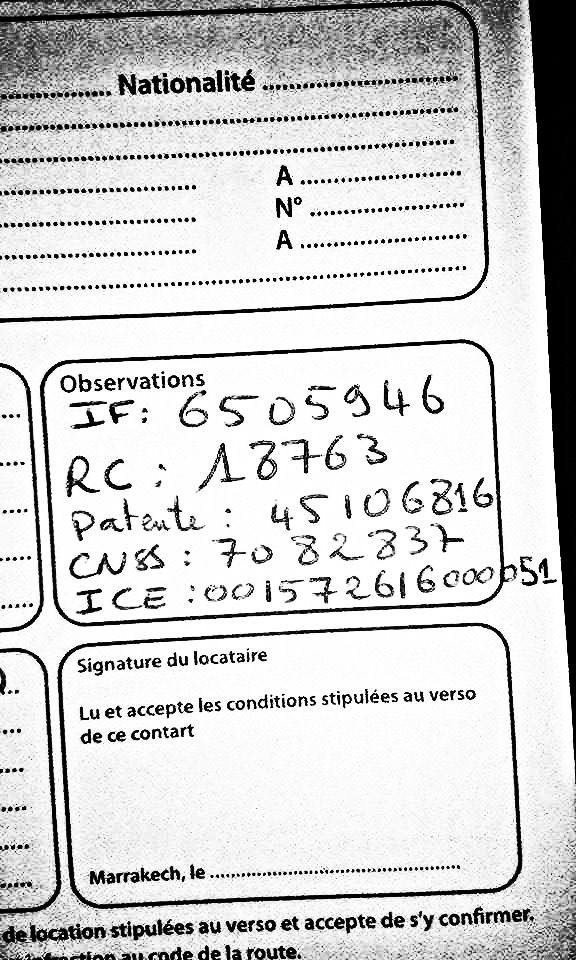 Nationalité
A
N°
A
Observations
IF: 6505946
RC : 18763
Patente : 45106816
CNSS : 7082837
ICE :001572616000051
Signature du locataire
Lu et accepte les conditions stipulées au verso
de ce contart
Marrakech, le
de location stipulées au verso et accepte de s'y confirmer.
infraction au code de la route.